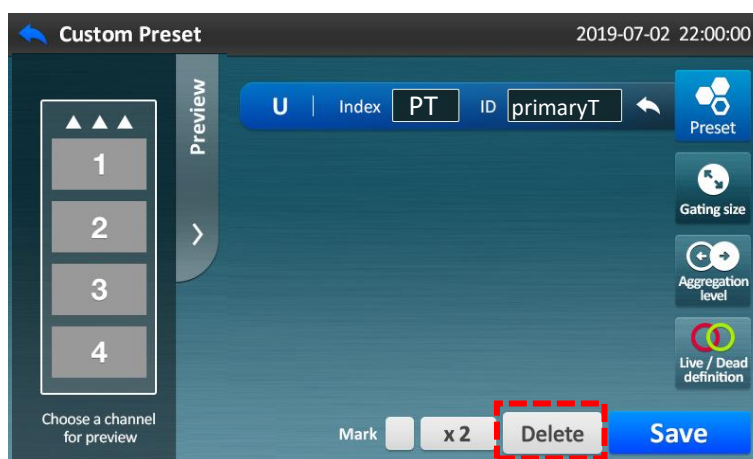 Custom Preset
2019-07-02 22:00:00
Preview
1
2
3
4
Choose a channel
for preview
U | Index PT ID primaryT
Preset
Gating size
Aggregation
level
Live / Dead
definition
Mark
x 2
Delete
Save